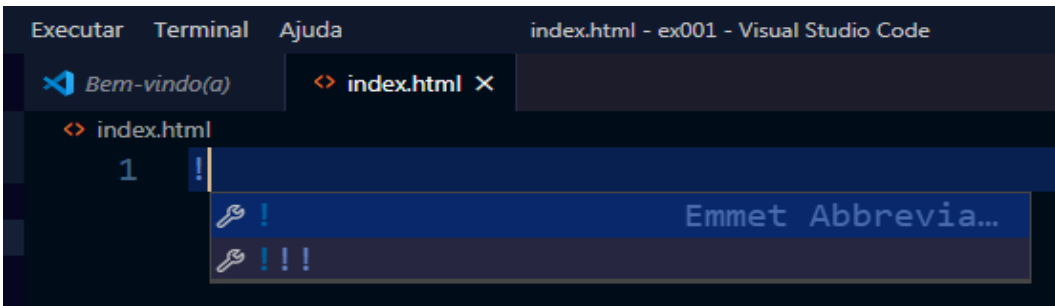 Executar Terminal Ajuda index.html - ex001 - Visual Studio Code
Bem-vindo(a) <> index.html ×
<> index.html
1 !
! Emmet Abbrevia…
!!!